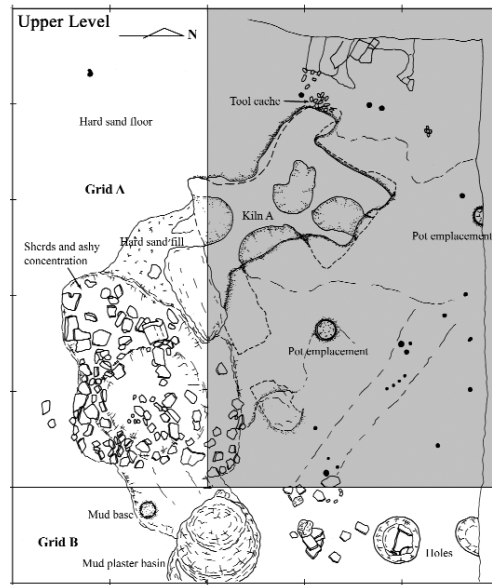 Upper Level
N
Tool cache
Hard sand floor
Grid A
Kiln A
Hard sand fill
Pot emplacement
Sherds and ashy
concentration
Pot emplacement
Mud base
Grid B
Holes
Mud plaster basin